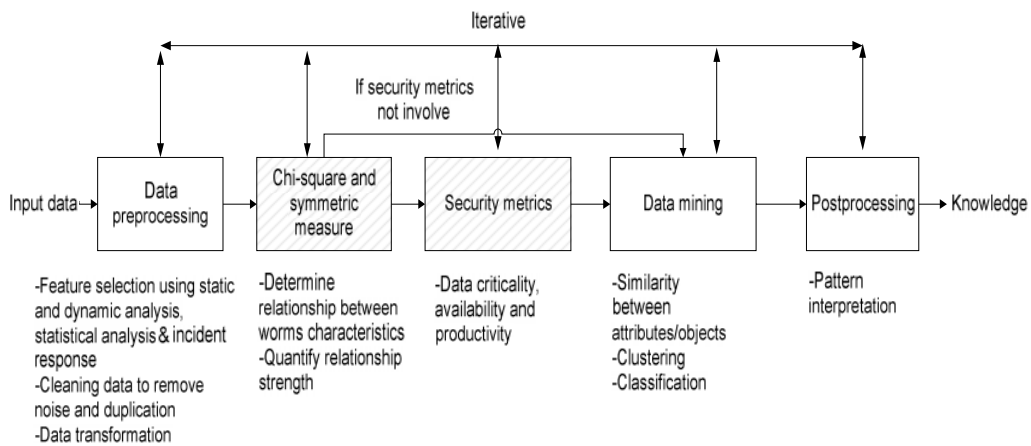 Iterative
If security metrics
not involve
Input data
Data
preprocessing
Chi-square and
symmetric
measure
Security metrics
Data mining
Postprocessing
Knowledge
-Feature selection using static
and dynamic analysis,
statistical analysis & incident
response
-Cleaning data to remove
noise and duplication
-Data transformation
-Determine
relationship between
worms characteristics
-Quantify relationship
strength
-Data criticality,
availability and
productivity
-Similarity
between
attributes/objects
-Clustering
-Classification
-Pattern
interpretation